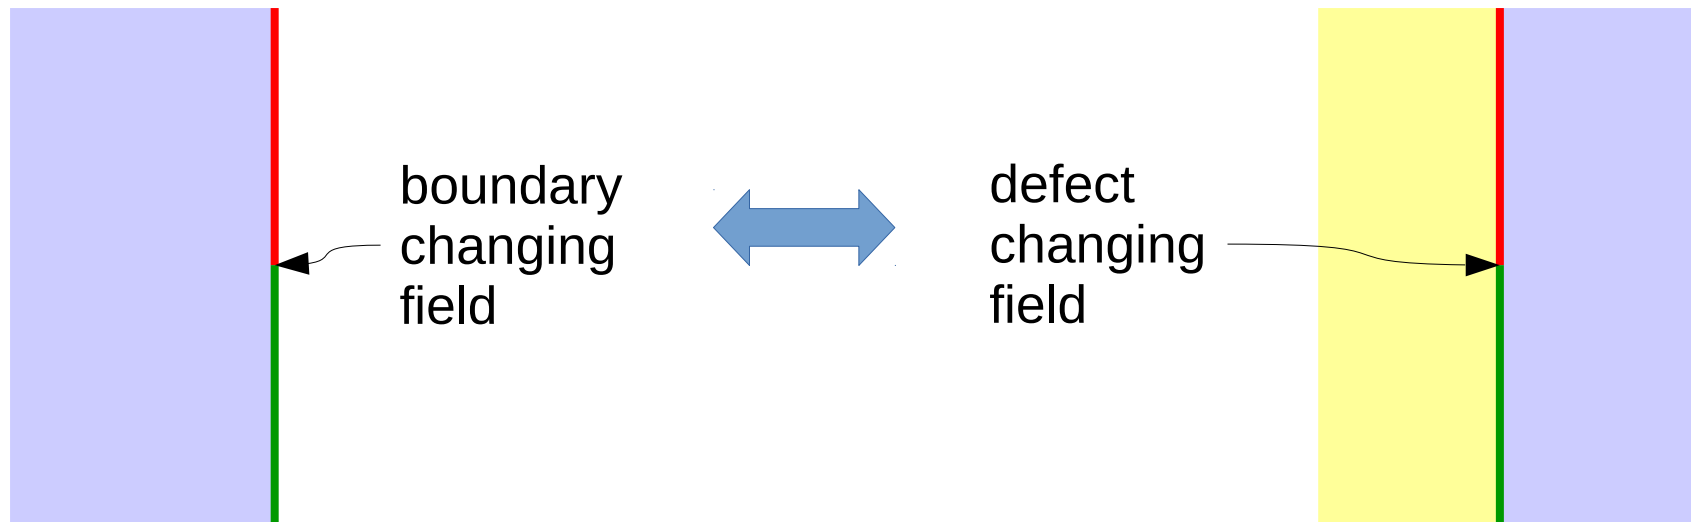 boundary
changing
field
defect
changing
field